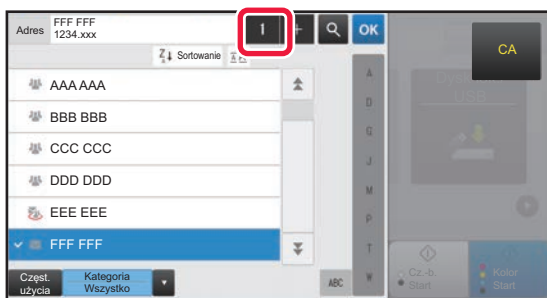 Adres
FFF FFF
1234.xxx
1
+
OK
CA
Z↓ Sortowanie
AAA AAA
BBB BBB
CCC CCC
DDD DDD
EEE EEE
FFF FFF
A
D
G
J
M
P
T
W
USB
Częst. użycia
Kategoria
Wszystko
ABC
Cz.-b.
Start
Kolor
Start